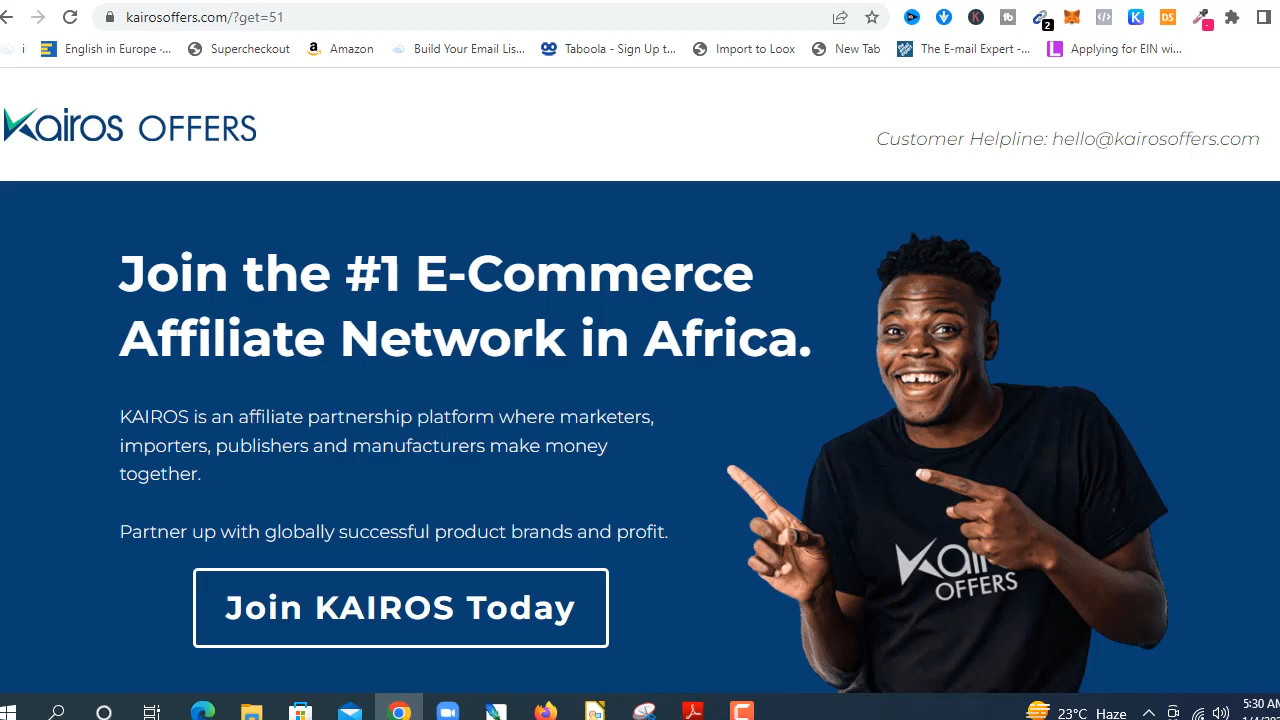 kairosoffers.com/?get=51
English in Europe -...
Supercheckout
Amazon
Build Your Email Lis...
Taboola - Sign Up t...
Import to Loox
New Tab
The E-mail Expert -...
Applying for EIN wi...
Kairos OFFERS
Customer Helpline: hello@kairosoffers.com
Join the #1 E-Commerce
Affiliate Network in Africa.
KAIROS is an affiliate partnership platform where marketers,
importers, publishers and manufacturers make money
together.
Partner up with globally successful product brands and profit.
Join KAIROS Today
OFFERS
23°C Haze
5:30 AM